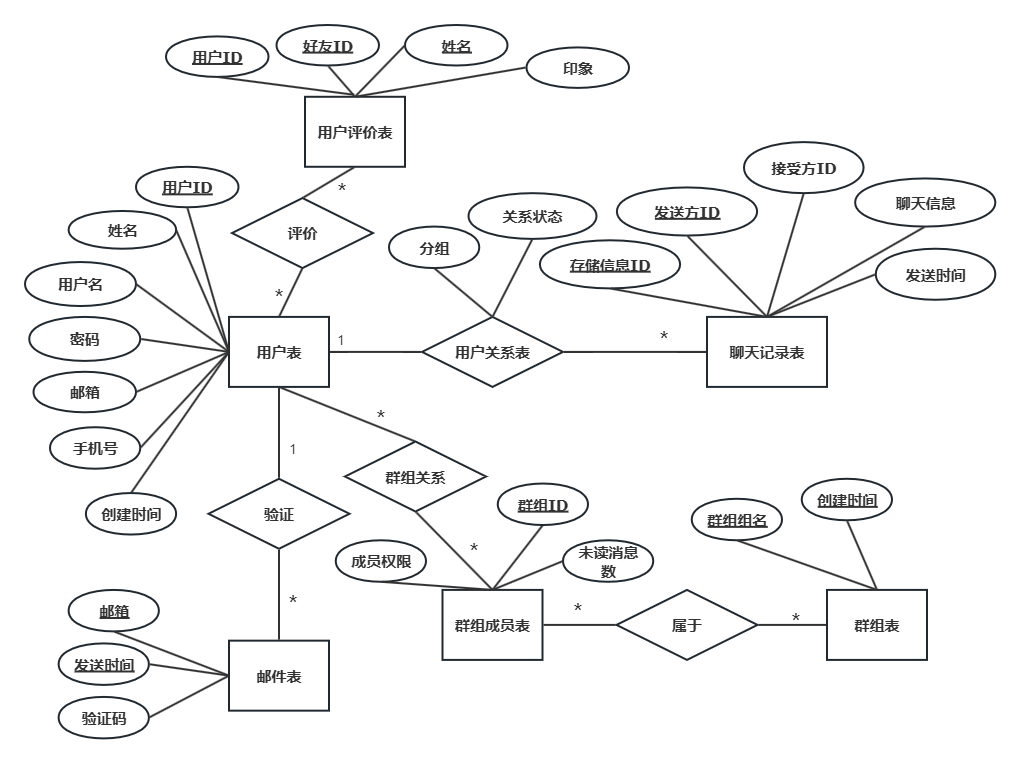 用户ID
好友ID
姓名
印象
用户评价表
*
评价
*
用户ID
姓名
用户名
密码
邮箱
手机号
创建时间
用户表
1
分组
关系状态
用户关系表
*
存储信息ID
发送方ID
接受方ID
聊天信息
发送时间
聊天记录表
*
群组关系
*
1
验证
*
邮箱
发送时间
验证码
邮件表
成员权限
群组ID
未读消息
数
群组成员表
*
属于
*
群组组名
创建时间
群组表